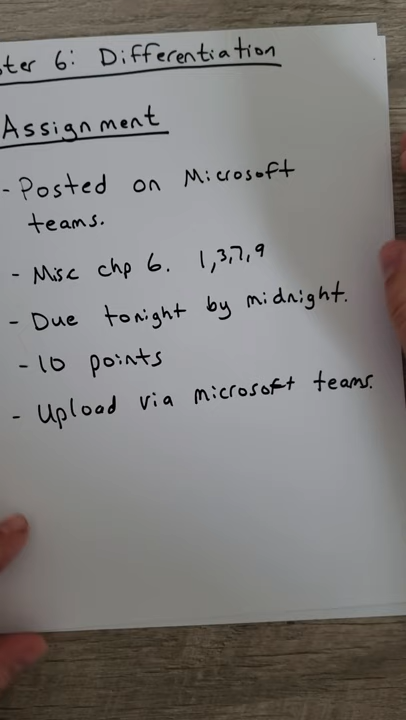 ter 6: Differentiation
Assignment
- Posted on Microsoft
teams.
- Misc chp 6. 1,3,7,9
- Due tonight by midnight.
- 10 points
- Upload via microsoft teams.